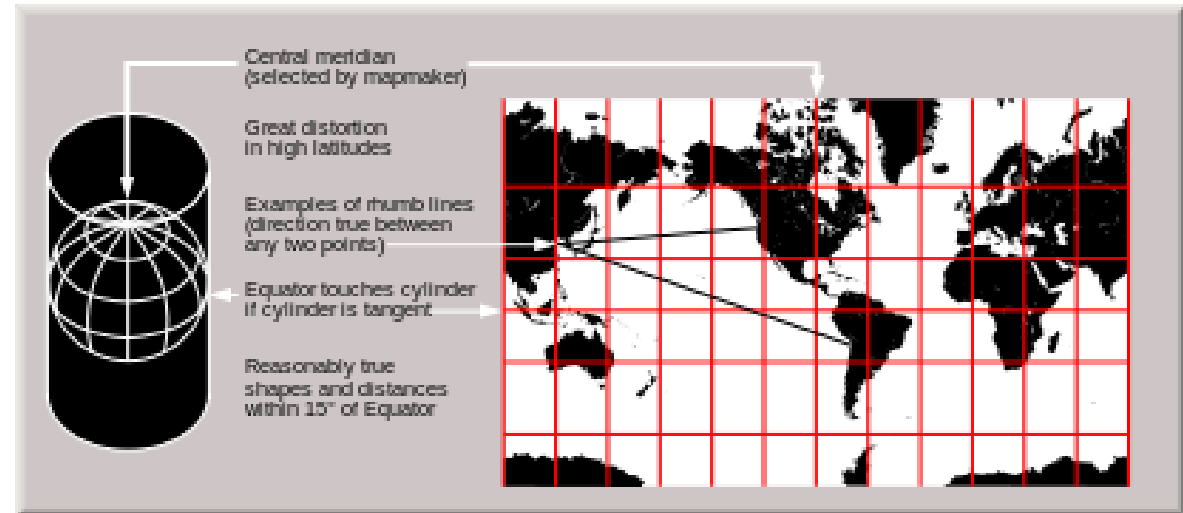 Central meridian
(selected by mapmaker)
Great distortion
in high latitudes
Examples of rhumb lines
(direction true between
any two points)
Equator touches cylinder
if cylinder is tangent
Reasonably true
shapes and distances
within 15° of Equator